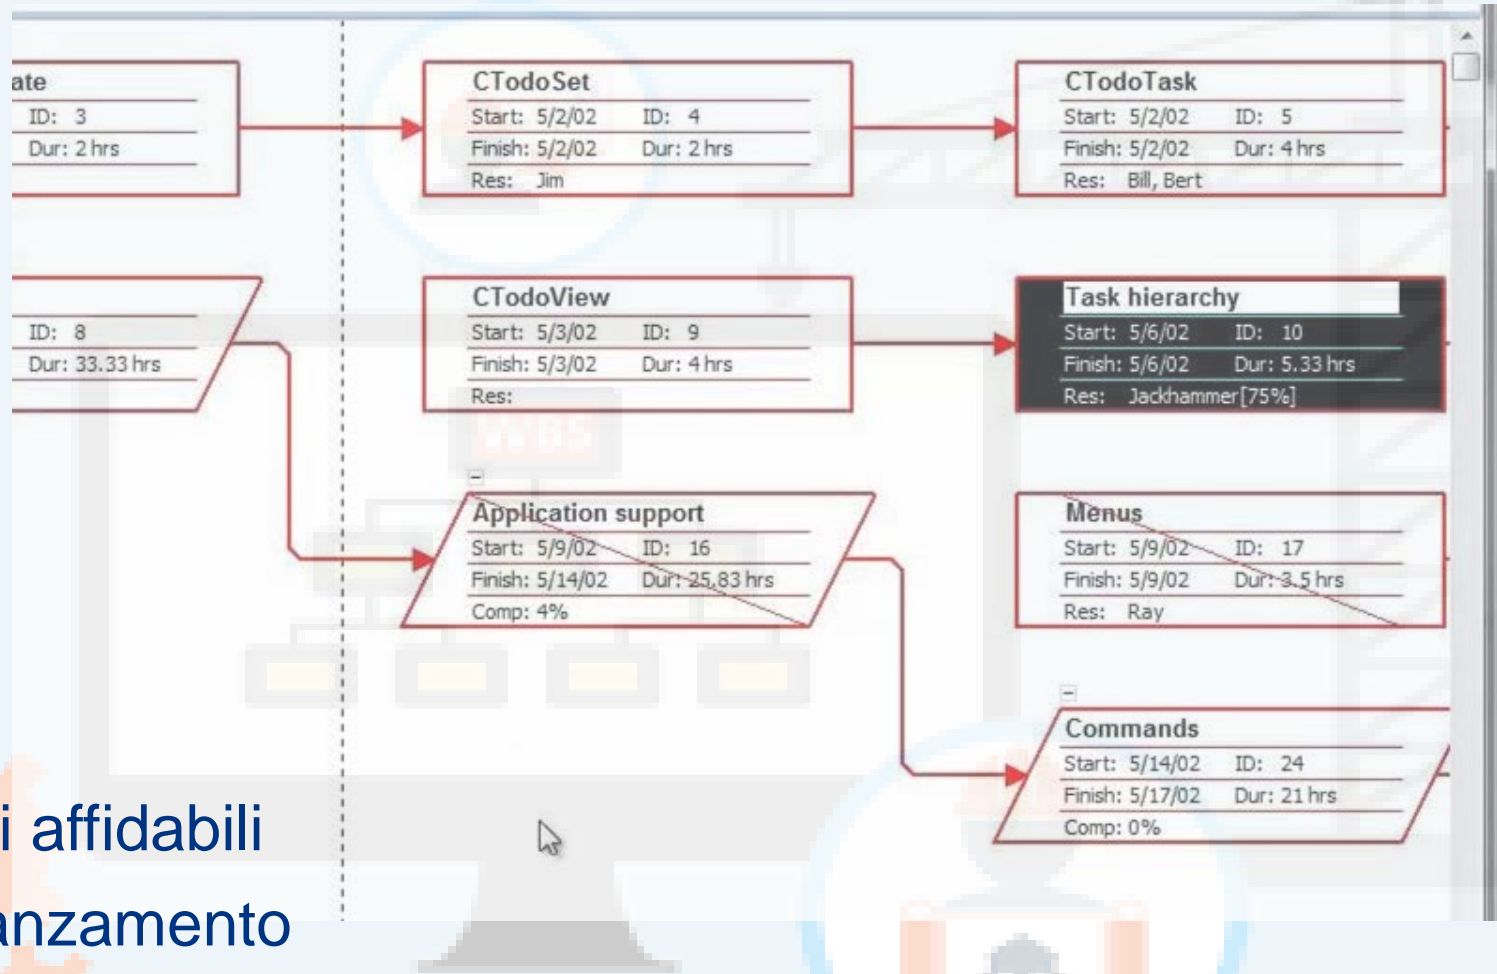 ate
ID: 3
Dur: 2 hrs
CTodoSet
Start: 5/2/02 ID: 4
Finish: 5/2/02 Dur: 2 hrs
Res: Jim
CTodoTask
Start: 5/2/02 ID: 5
Finish: 5/2/02 Dur: 4 hrs
Res: Bill, Bert
ID: 8
Dur: 33.33 hrs
CTodoView
Start: 5/3/02 ID: 9
Finish: 5/3/02 Dur: 4 hrs
Res:
Task hierarchy
Start: 5/6/02 ID: 10
Finish: 5/6/02 Dur: 5.33 hrs
Res: Jackhammer[75%]
WBS
Application support
Start: 5/9/02 ID: 16
Finish: 5/14/02 Dur: 25.83 hrs
Comp: 4%
Menus
Start: 5/9/02 ID: 17
Finish: 5/9/02 Dur: 3.5 hrs
Res: Ray
Commands
Start: 5/14/02 ID: 24
Finish: 5/17/02 Dur: 21 hrs
Comp: 0%
i affidabili
anzamento